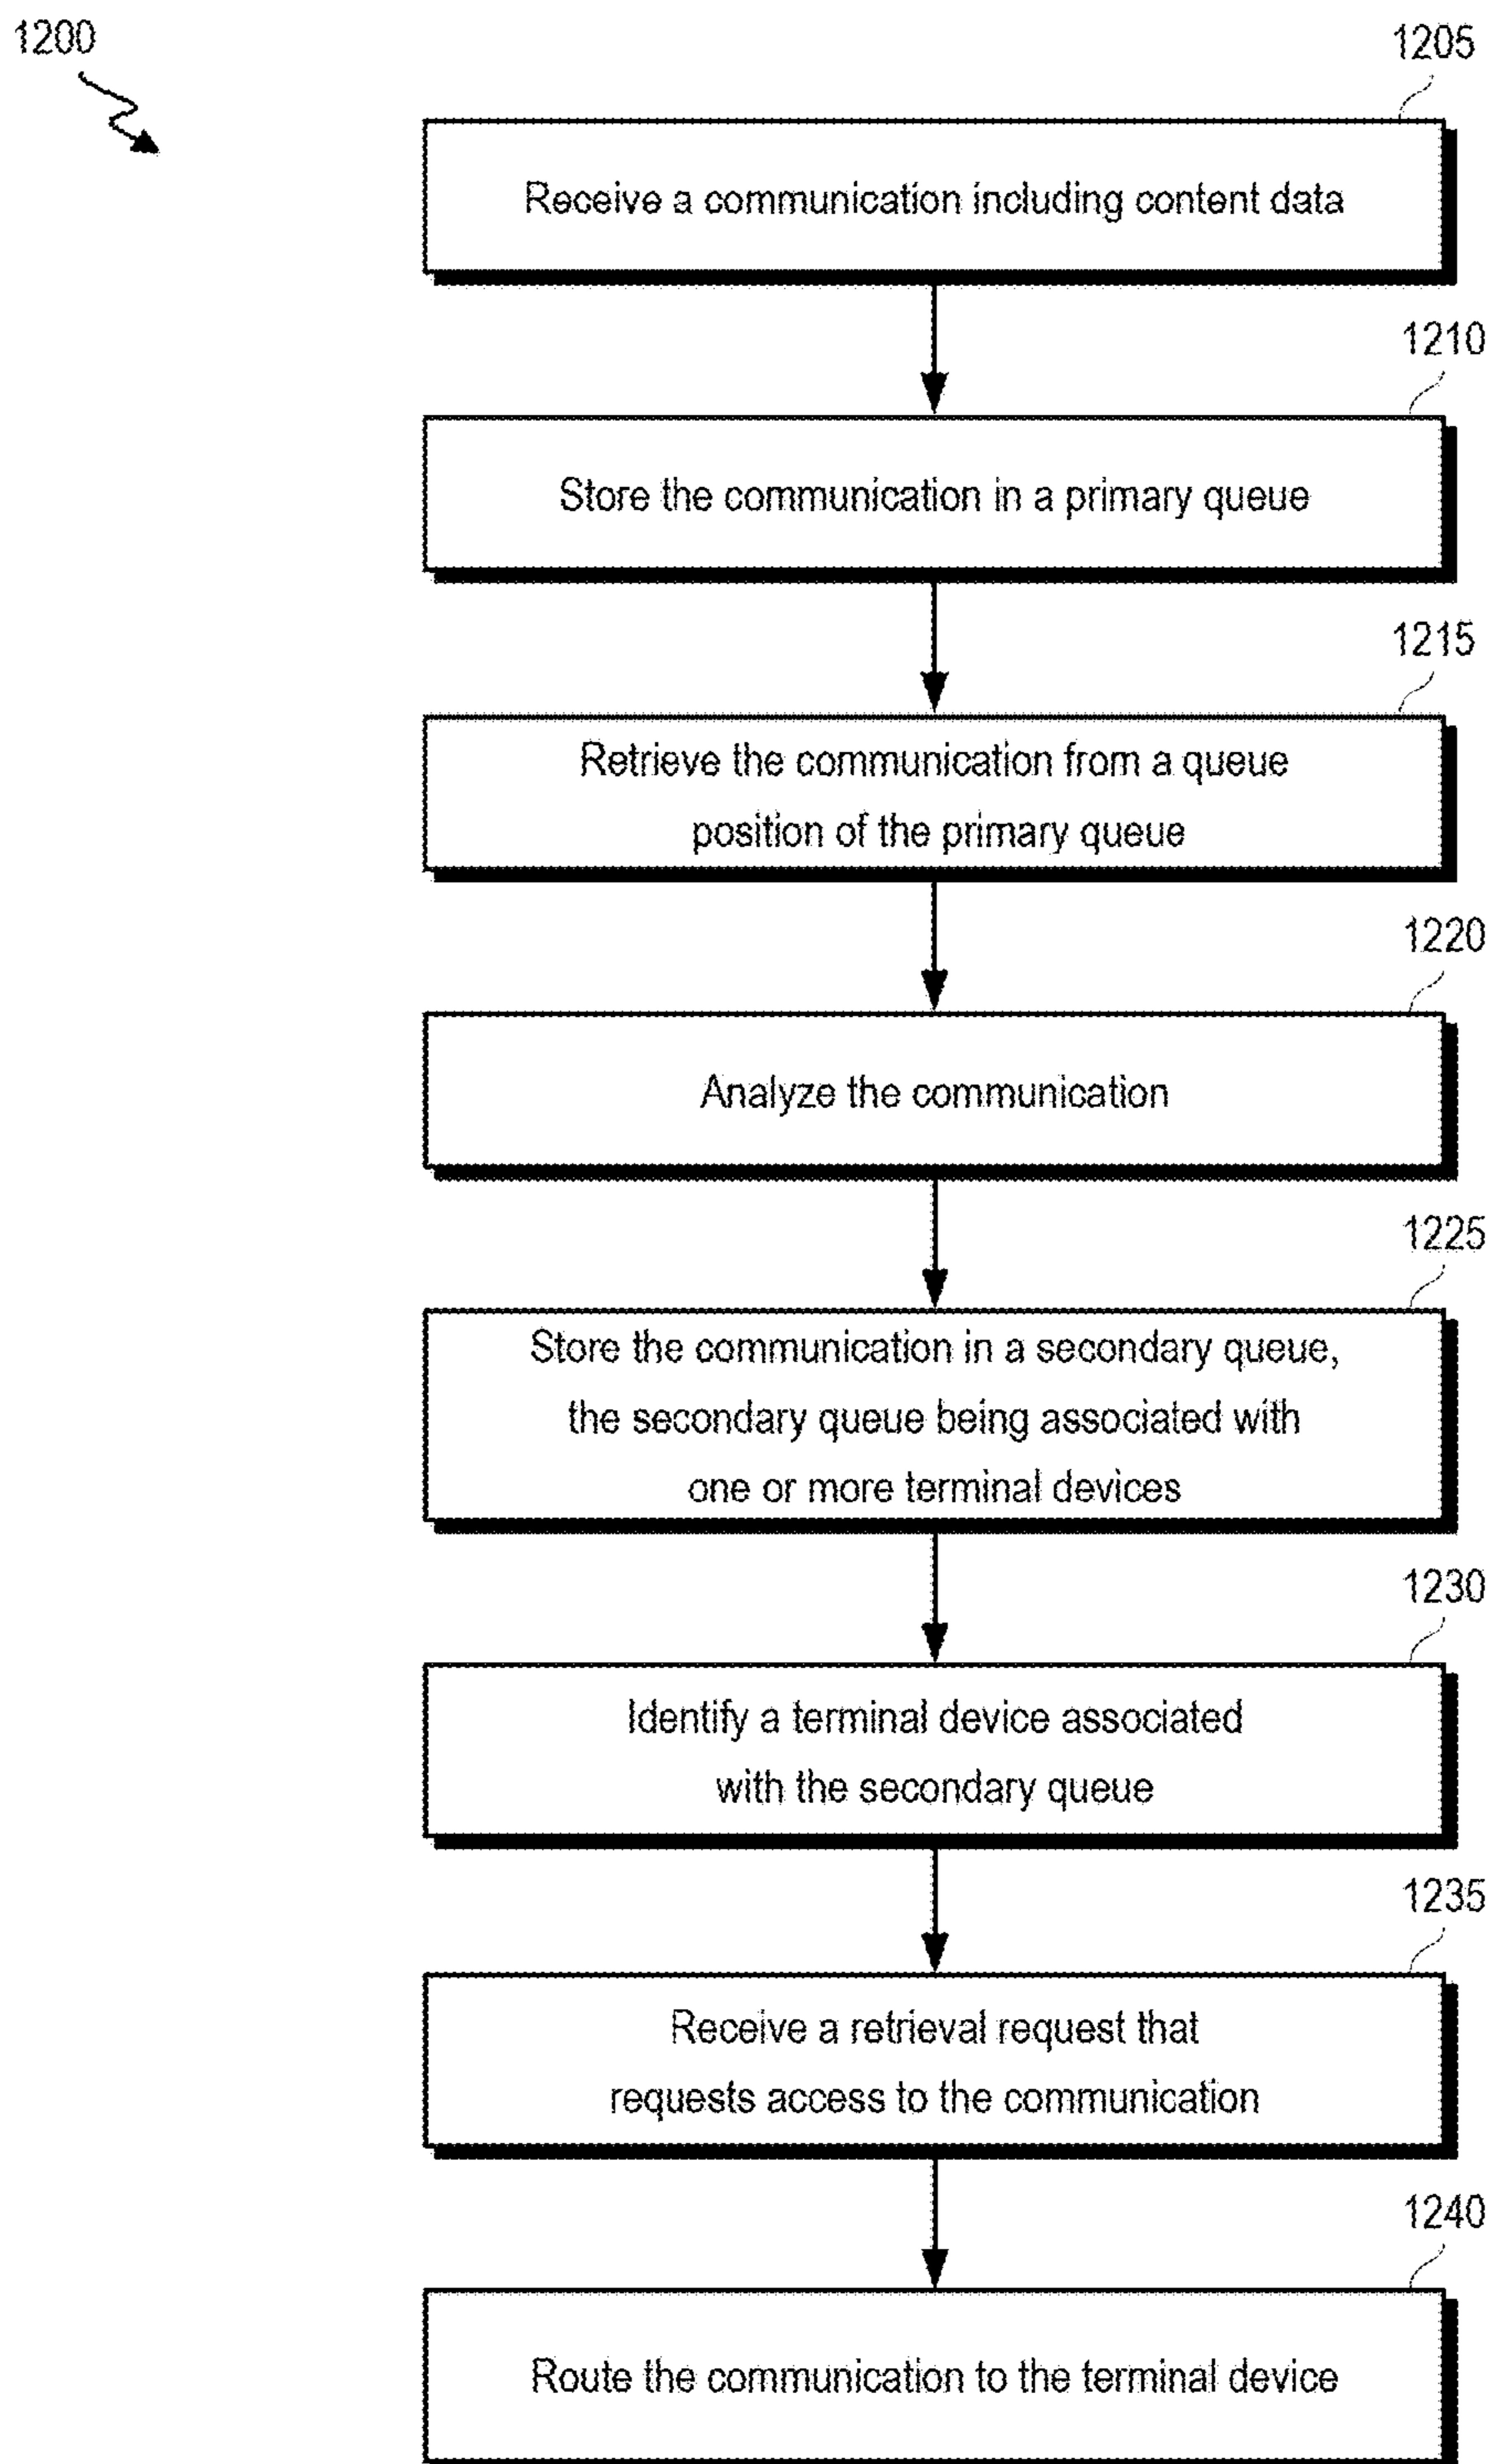 1200
1205
Receive a communication including content data
1210
Store the communication in a primary queue
1215
Retrieve the communication from a queue
position of the primary queue
1220
Analyze the communication
1225
Store the communication in a secondary queue,
the secondary queue being associated with
one or more terminal devices
1230
Identify a terminal device associated
with the secondary queue
1235
Receive a retrieval request that
requests access to the communication
1240
Route the communication to the terminal device